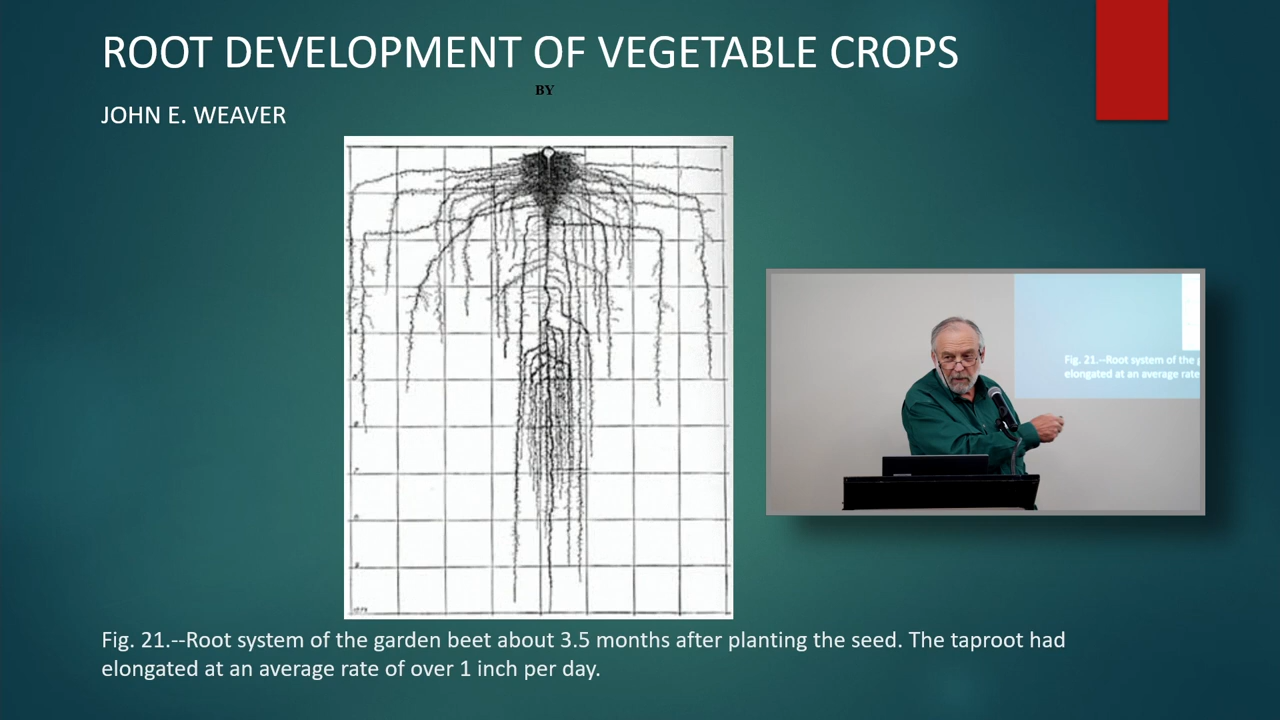 ROOT DEVELOPMENT OF VEGETABLE CROPS
BY
JOHN E. WEAVER
Fig. 21.--Root system of the
elongated at an average rate
Fig. 21.--Root system of the garden beet about 3.5 months after planting the seed. The taproot had
elongated at an average rate of over 1 inch per day.